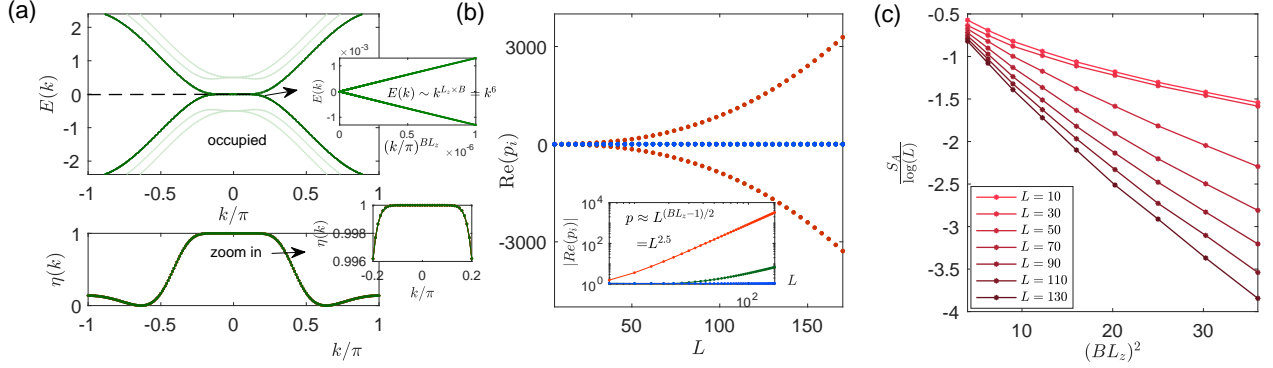 (a)
2
1
0
-1
-2
E(k)
occupied
-1
-0.5
0
0.5
1
k/π
×10⁻³
1
0
-1
E(k)
E(k) ∼ k^{L_z×B} = k^6
0
0.5
1
(k/π)^{BL_z}
×10⁻⁶
1
0
η(k)
zoom in
-1
-0.5
0
0.5
1
k/π
1
0.998
0.996
η(k)
-0.2
0
0.2
k/π
(b)
3000
0
-3000
Re(p_i)
50
100
150
L
10⁴
10²
10⁰
|Re(p_i)|
p ≈ L^{(BL_z−1)/2}
=L^{2.5}
10²
L
(c)
-0.5
-1
-1.5
-2
-2.5
-3
-3.5
-4
S_A/log(L)
L = 10
L = 30
L = 50
L = 70
L = 90
L = 110
L = 130
10
20
30
(BL_z)²